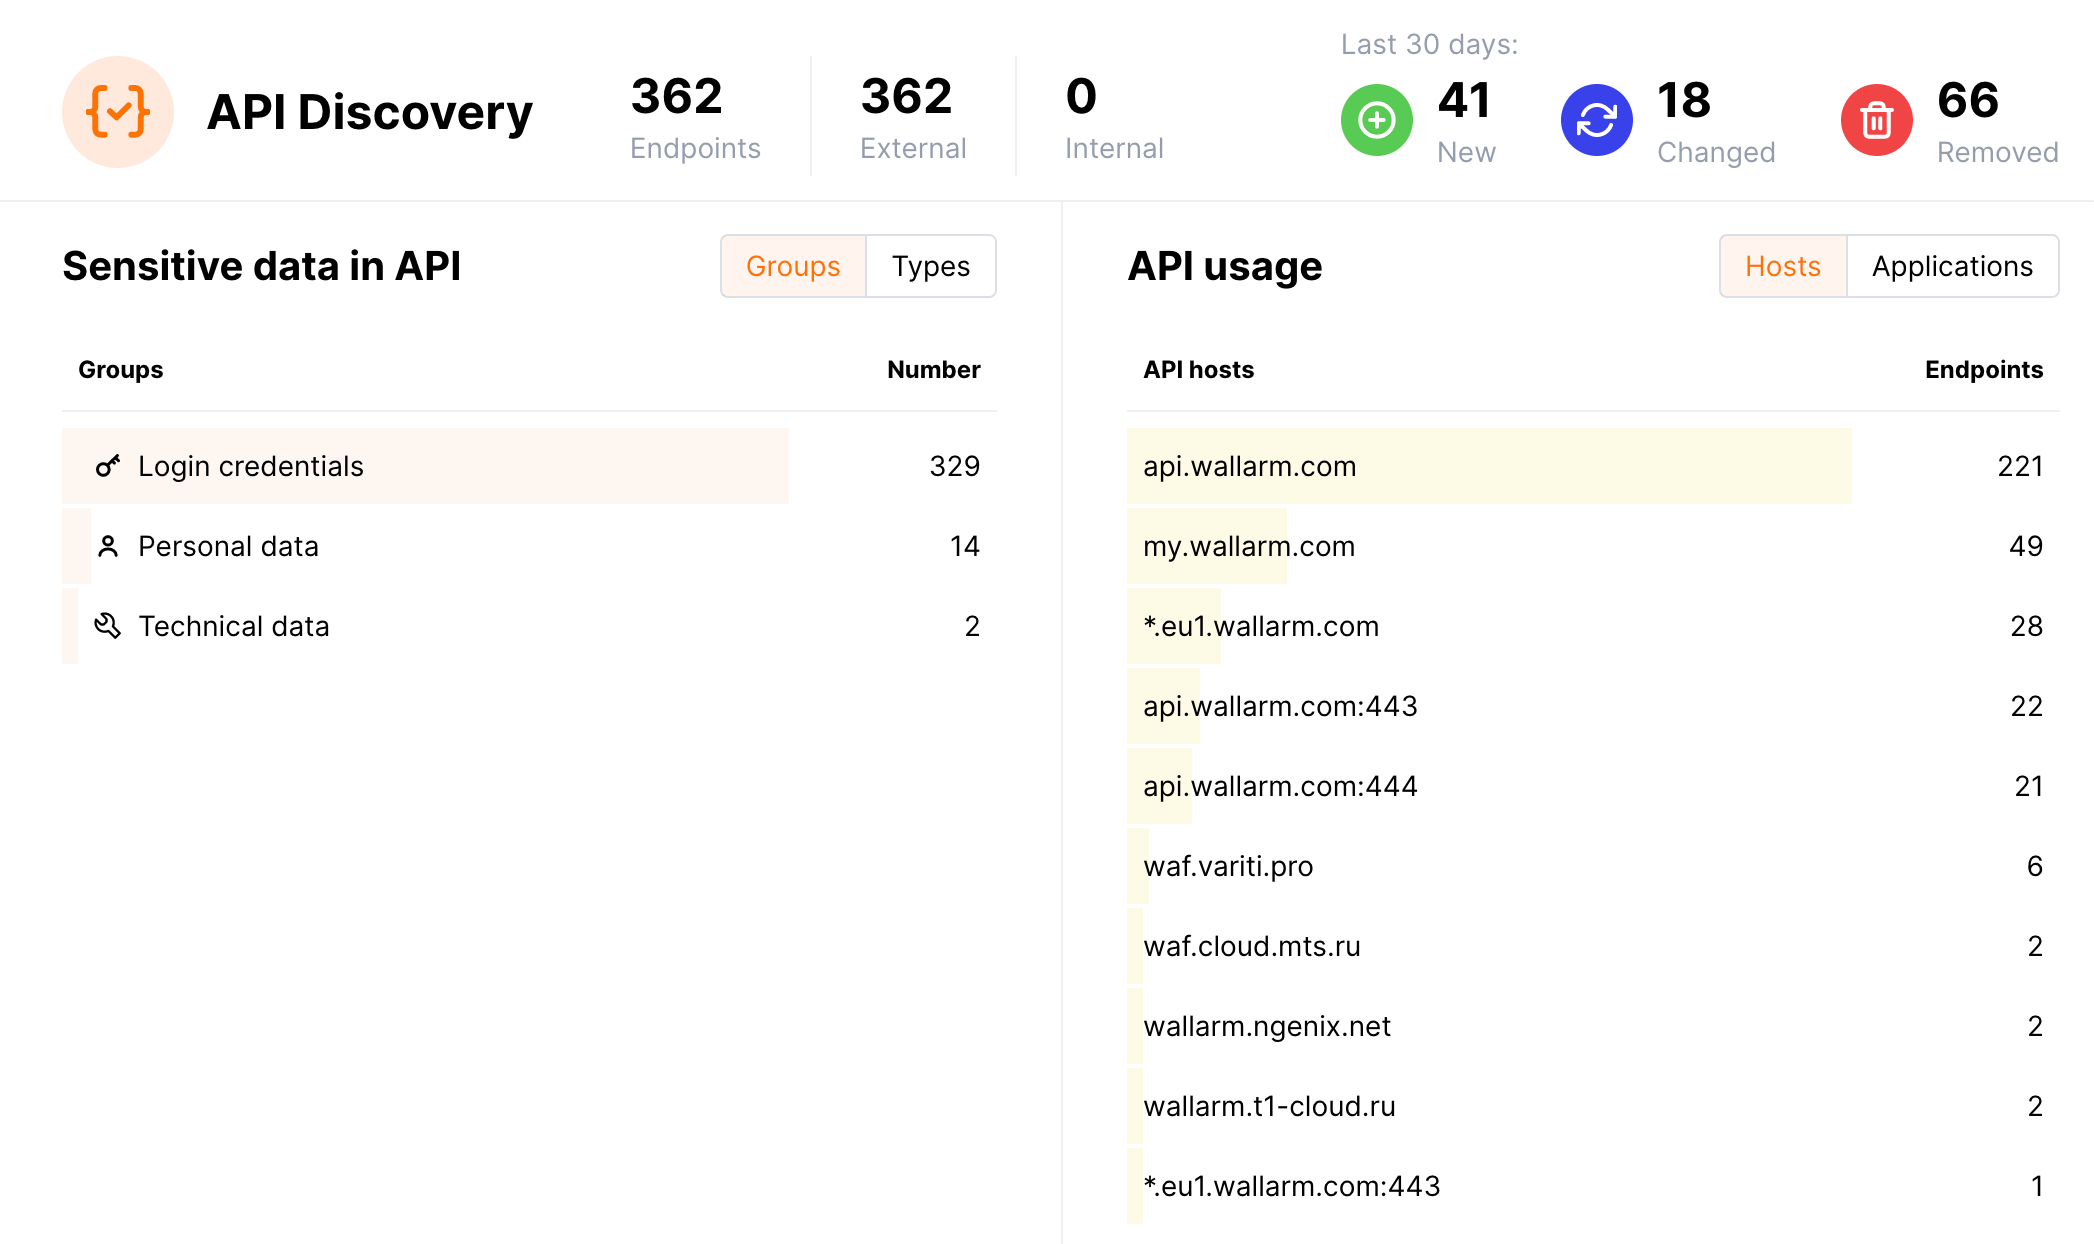 API Discovery
362
Endpoints
362
External
0
Internal
Last 30 days:
41
New
18
Changed
66
Removed
Sensitive data in API
Groups Types
Groups Number
Login credentials 329
Personal data 14
Technical data 2
API usage
Hosts Applications
API hosts Endpoints
api.wallarm.com 221
my.wallarm.com 49
*.eu1.wallarm.com 28
api.wallarm.com:443 22
api.wallarm.com:444 21
waf.variti.pro 6
waf.cloud.mts.ru 2
wallarm.ngenix.net 2
wallarm.t1-cloud.ru 2
*.eu1.wallarm.com:443 1